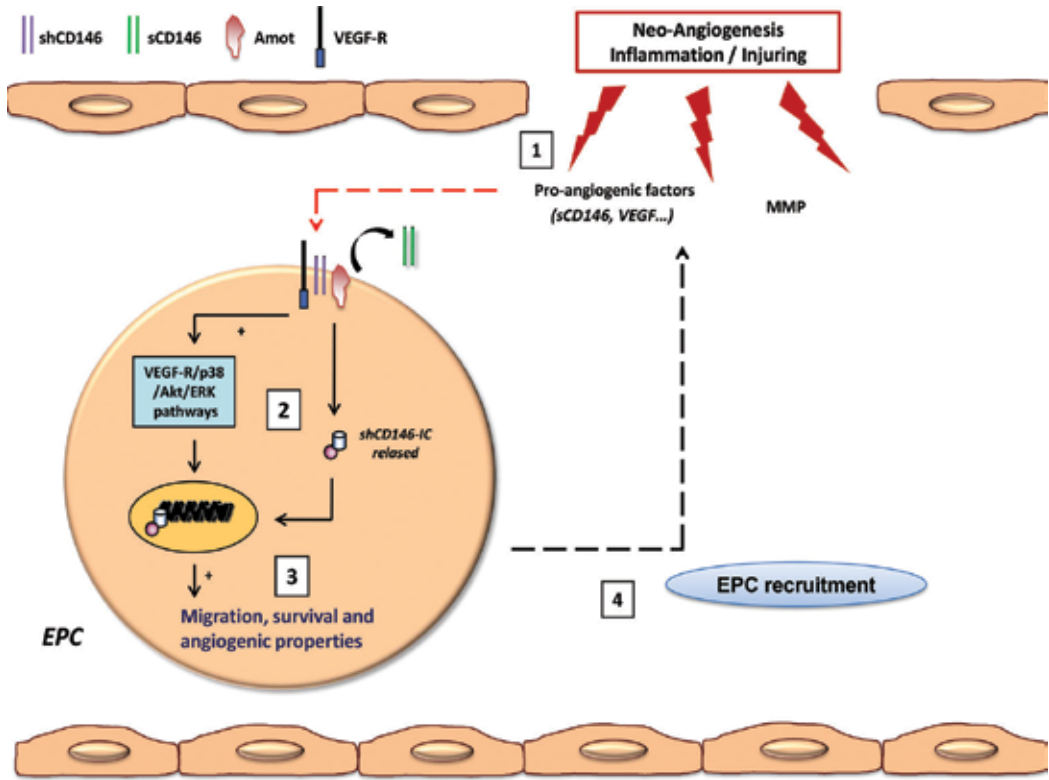 shCD146
sCD146
Amot
VEGF-R
Neo-Angiogenesis
Inflammation / Injuring
1
Pro-angiogenic factors
(sCD146, VEGF...)
MMP
+
VEGF-R/p38
/Akt/ERK
pathways
2
shCD146-IC
relased
+
3
Migration, survival and
angiogenic properties
EPC
4
EPC recruitment